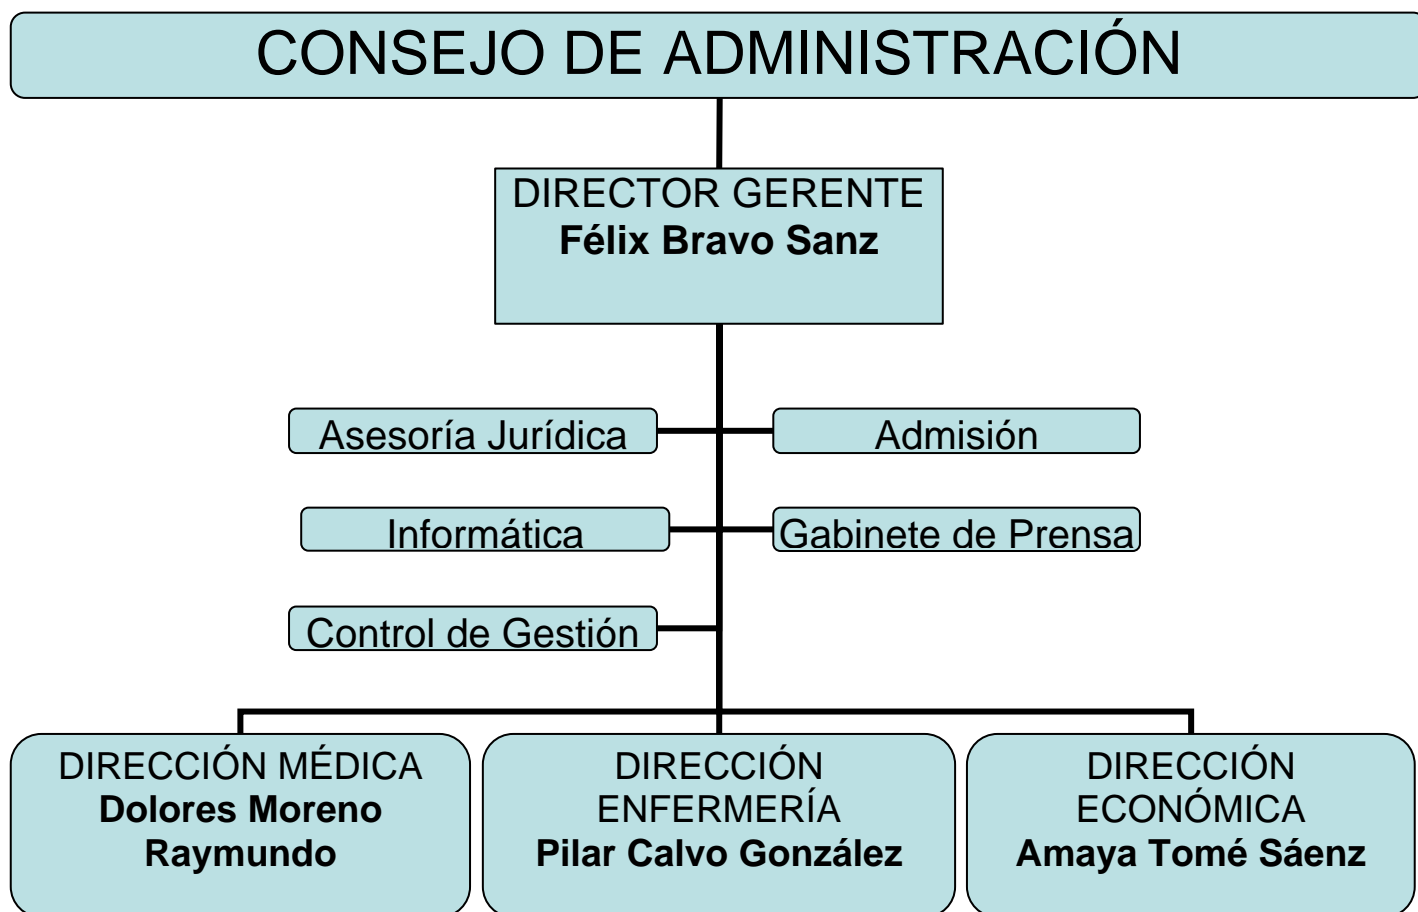 CONSEJO DE ADMINISTRACIÓN
DIRECTOR GERENTE
Félix Bravo Sanz
Asesoría Jurídica
Admisión
Informática
Gabinete de Prensa
Control de Gestión
DIRECCIÓN MÉDICA
Dolores Moreno
Raymundo
DIRECCIÓN
ENFERMERÍA
Pilar Calvo González
DIRECCIÓN
ECONÓMICA
Amaya Tomé Sáenz